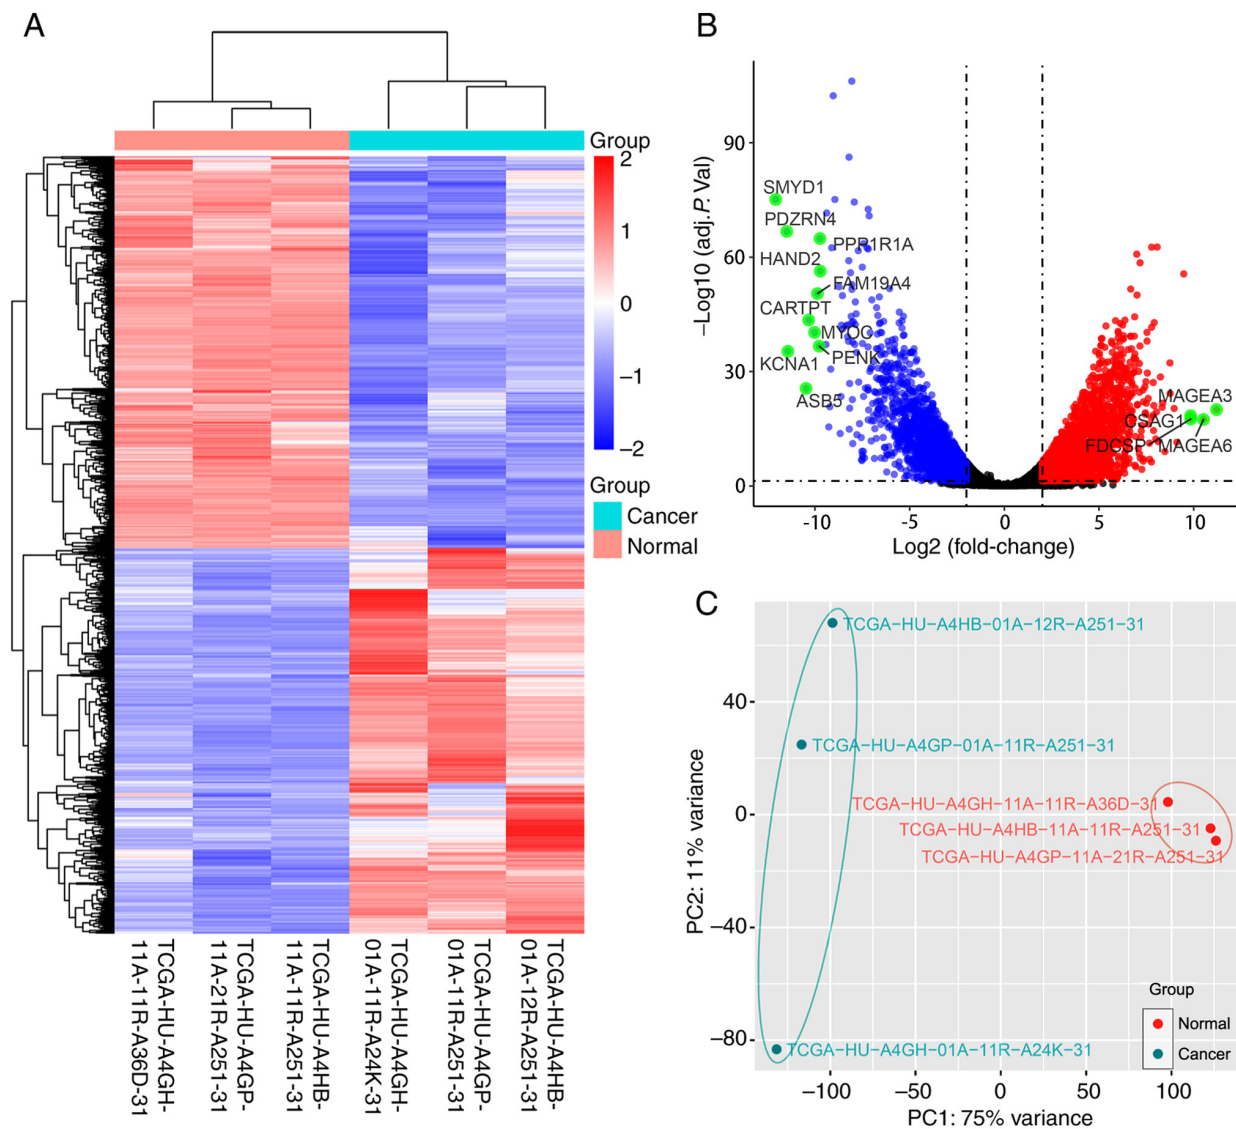 A
Group
2
1
0
−1
−2
Group
Cancer
Normal
TCGA-HU-A4GH-
11A-11R-A36D-31
TCGA-HU-A4GP-
11A-21R-A251-31
TCGA-HU-A4HB-
11A-11R-A251-31
TCGA-HU-A4GH-
01A-11R-A24K-31
TCGA-HU-A4GP-
01A-11R-A251-31
TCGA-HU-A4HB-
01A-12R-A251-31
B
−Log10 (adj.P. Val)
90
60
30
0
SMYD1
PDZRN4
PPP1R1A
HAND2
FAM19A4
CARTPT
MYOC
PENK
KCNA1
ASB5
MAGEA3
CSAG1
FDCSP
MAGEA6
-10
-5
0
5
10
Log2 (fold-change)
C
PC2: 11% variance
40
0
−40
−80
TCGA−HU−A4HB−01A−12R−A251−31
TCGA−HU−A4GP−01A−11R−A251−31
TCGA−HU−A4GH−11A−11R−A36D−31
TCGA−HU−A4HB−11A−11R−A251−31
TCGA−HU−A4GP−11A−21R−A251−31
TCGA−HU−A4GH−01A−11R−A24K−31
Group
Normal
Cancer
−100
−50
0
50
100
PC1: 75% variance